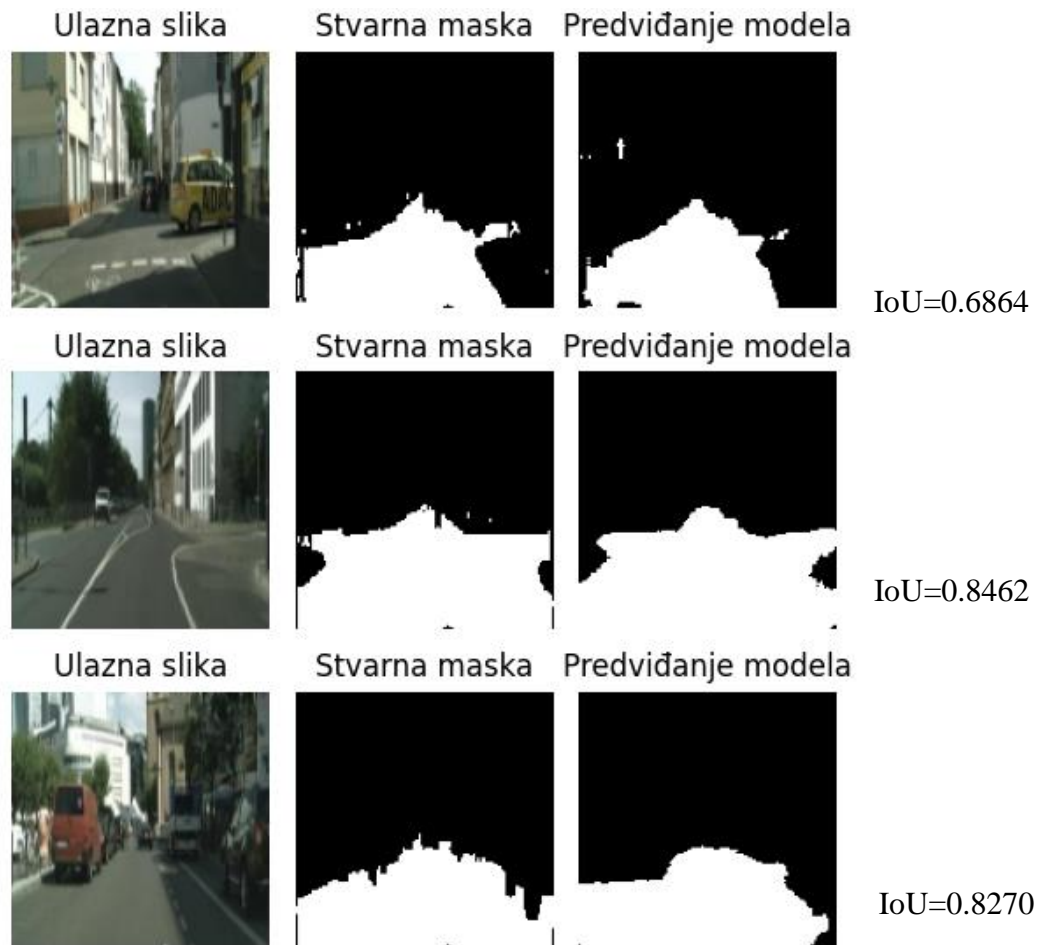 Ulazna slika Stvarna maska Predviđanje modela
ADAC
IoU=0.6864
Ulazna slika Stvarna maska Predviđanje modela
IoU=0.8462
Ulazna slika Stvarna maska Predviđanje modela
IoU=0.8270